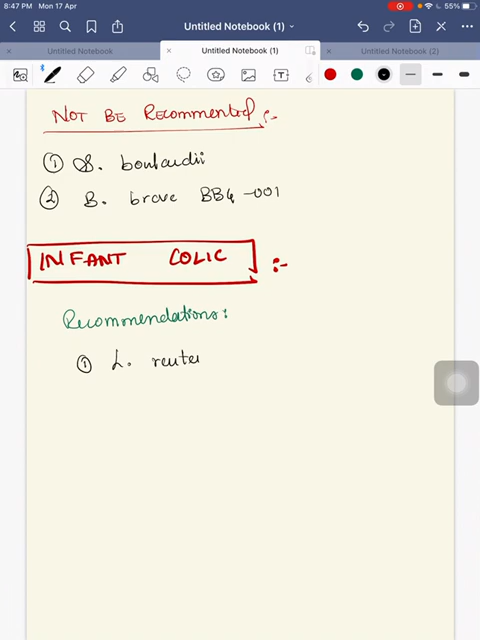 8:47 PM Mon 17 Apr
55%
Untitled Notebook (1)
Untitled Notebook
Untitled Notebook (1)
Untitled Notebook (2)
NOT BE Recommented :-
① S. boulardii
② B. breve BBG-001
INFANT COLIC :-
Recommendations:
① L. reute